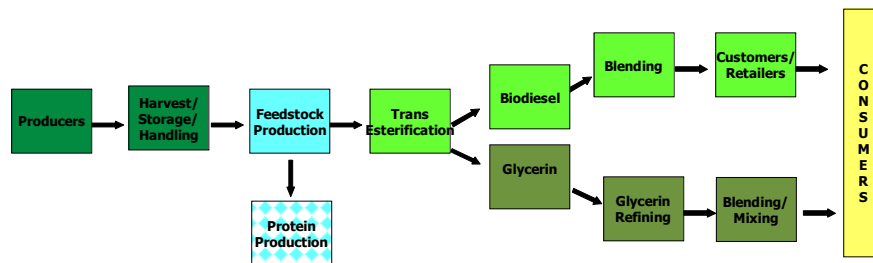 Producers
Harvest/
Storage/
Handling
Feedstock
Production
Protein
Production
Trans
Esterification
Biodiesel
Blending
Customers/
Retailers
Glycerin
Glycerin
Refining
Blending/
Mixing
C
O
N
S
U
M
E
R
S